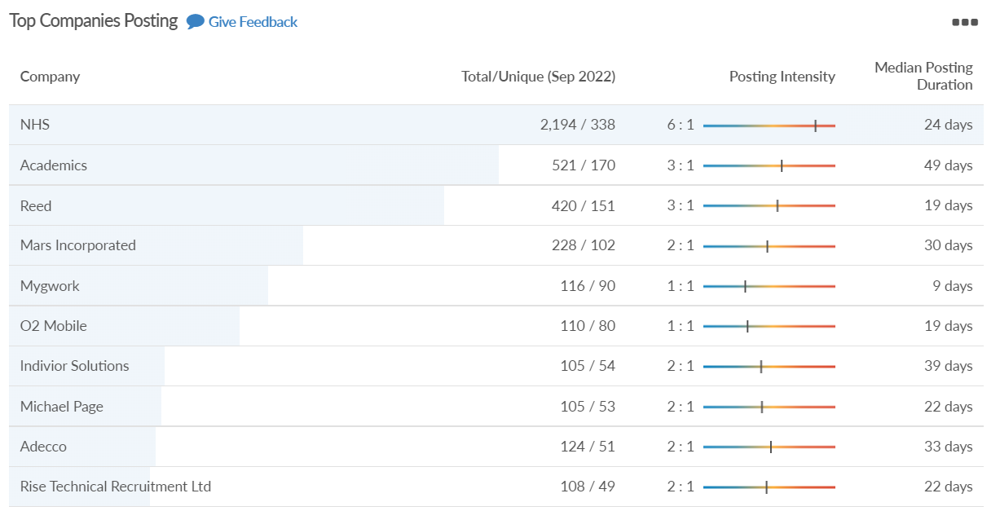 Top Companies Posting Give Feedback
Company Total/Unique (Sep 2022) Posting Intensity Median Posting Duration
NHS 2,194 / 338 6 : 1 24 days
Academics 521 / 170 3 : 1 49 days
Reed 420 / 151 3 : 1 19 days
Mars Incorporated 228 / 102 2 : 1 30 days
Mygwork 116 / 90 1 : 1 9 days
O2 Mobile 110 / 80 1 : 1 19 days
Indivior Solutions 105 / 54 2 : 1 39 days
Michael Page 105 / 53 2 : 1 22 days
Adecco 124 / 51 2 : 1 33 days
Rise Technical Recruitment Ltd 108 / 49 2 : 1 22 days